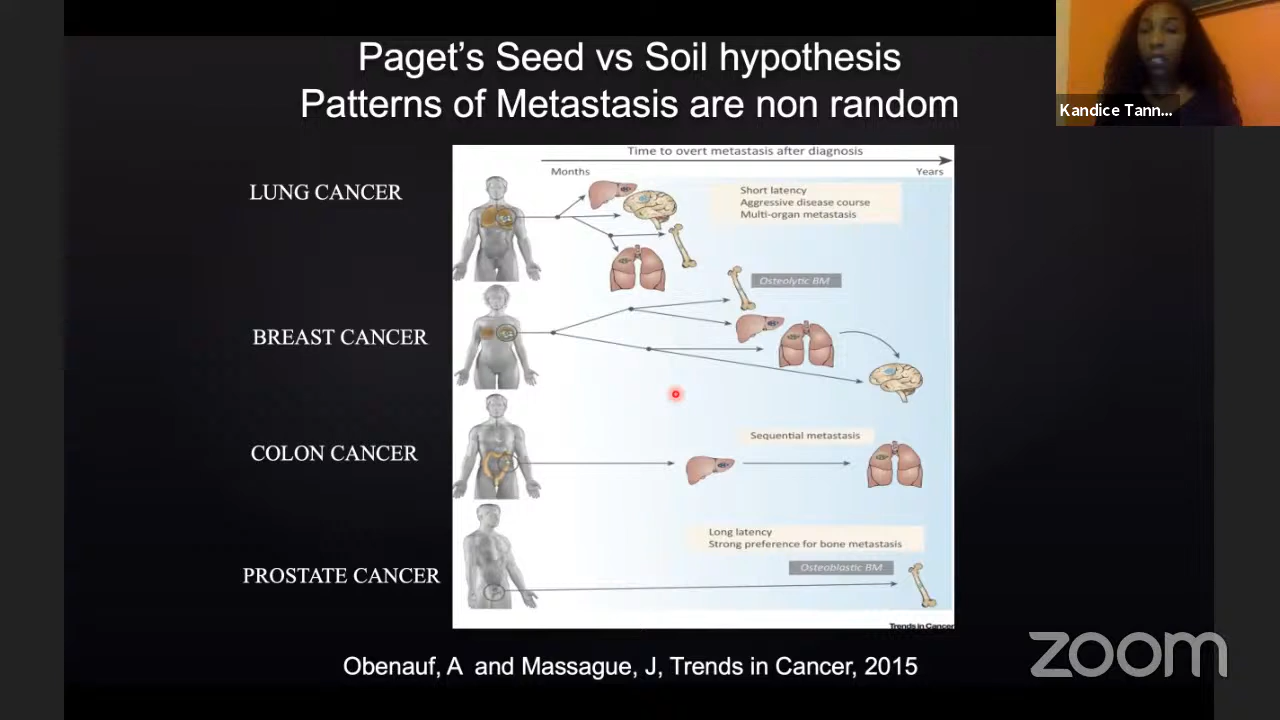 Paget's Seed vs Soil hypothesis
Patterns of Metastasis are non random
Kandice Tann...
Time to overt metastasis after diagnosis
Months
Years
LUNG CANCER
Short latency
Aggressive disease course
Multi-organ metastasis
Osteolytic BM
BREAST CANCER
Sequential metastasis
COLON CANCER
Long latency
Strong preference for bone metastasis
Osteoblastic BM
PROSTATE CANCER
Trends in Cancer
Obenauf, A and Massague, J, Trends in Cancer, 2015
zoom